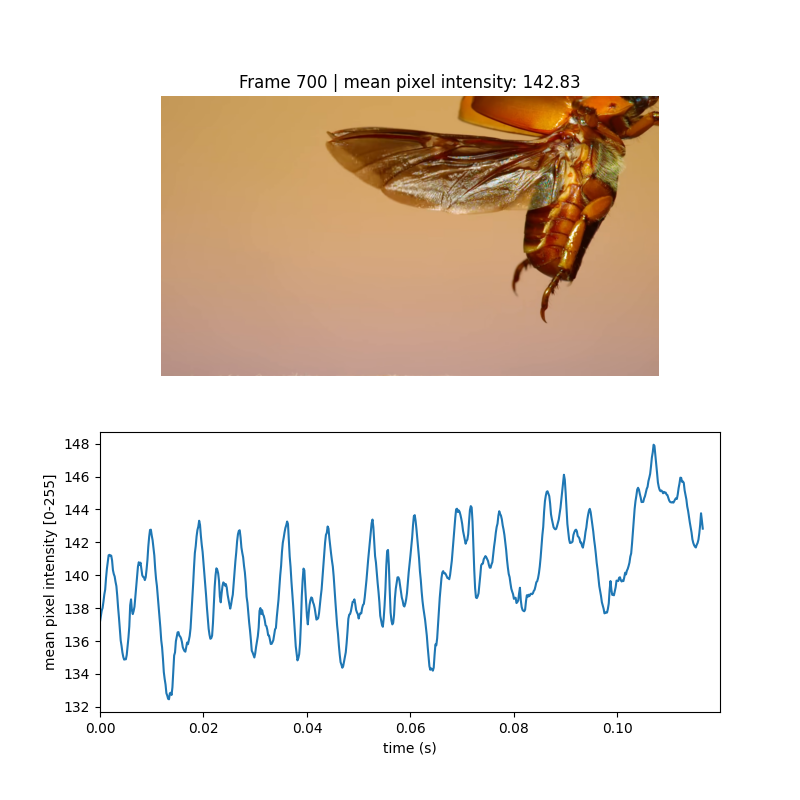 Frame 700 | mean pixel intensity: 142.83
148
146
144
142
140
138
136
134
132
mean pixel intensity [0-255]
0.00 0.02 0.04 0.06 0.08 0.10
time (s)